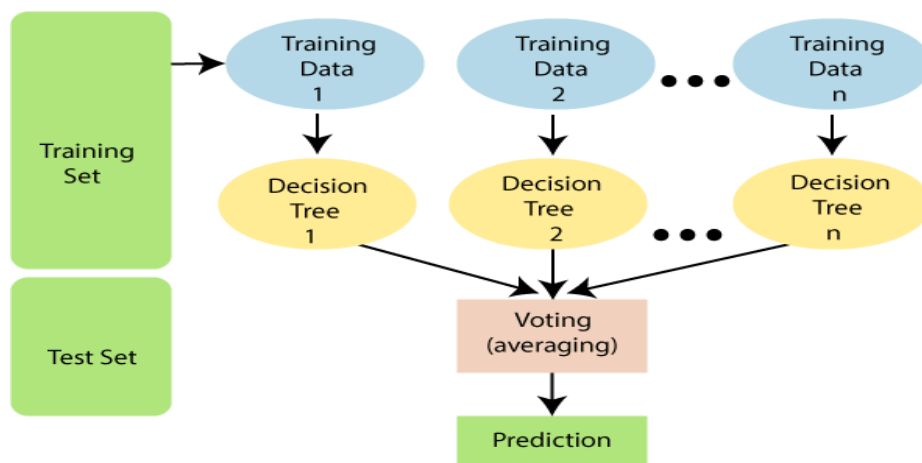 Training
Data
1
Training
Data
2
Training
Data
n
Training
Set
Decision
Tree
1
Decision
Tree
2
Decision
Tree
n
Voting
(averaging)
Test Set
Prediction